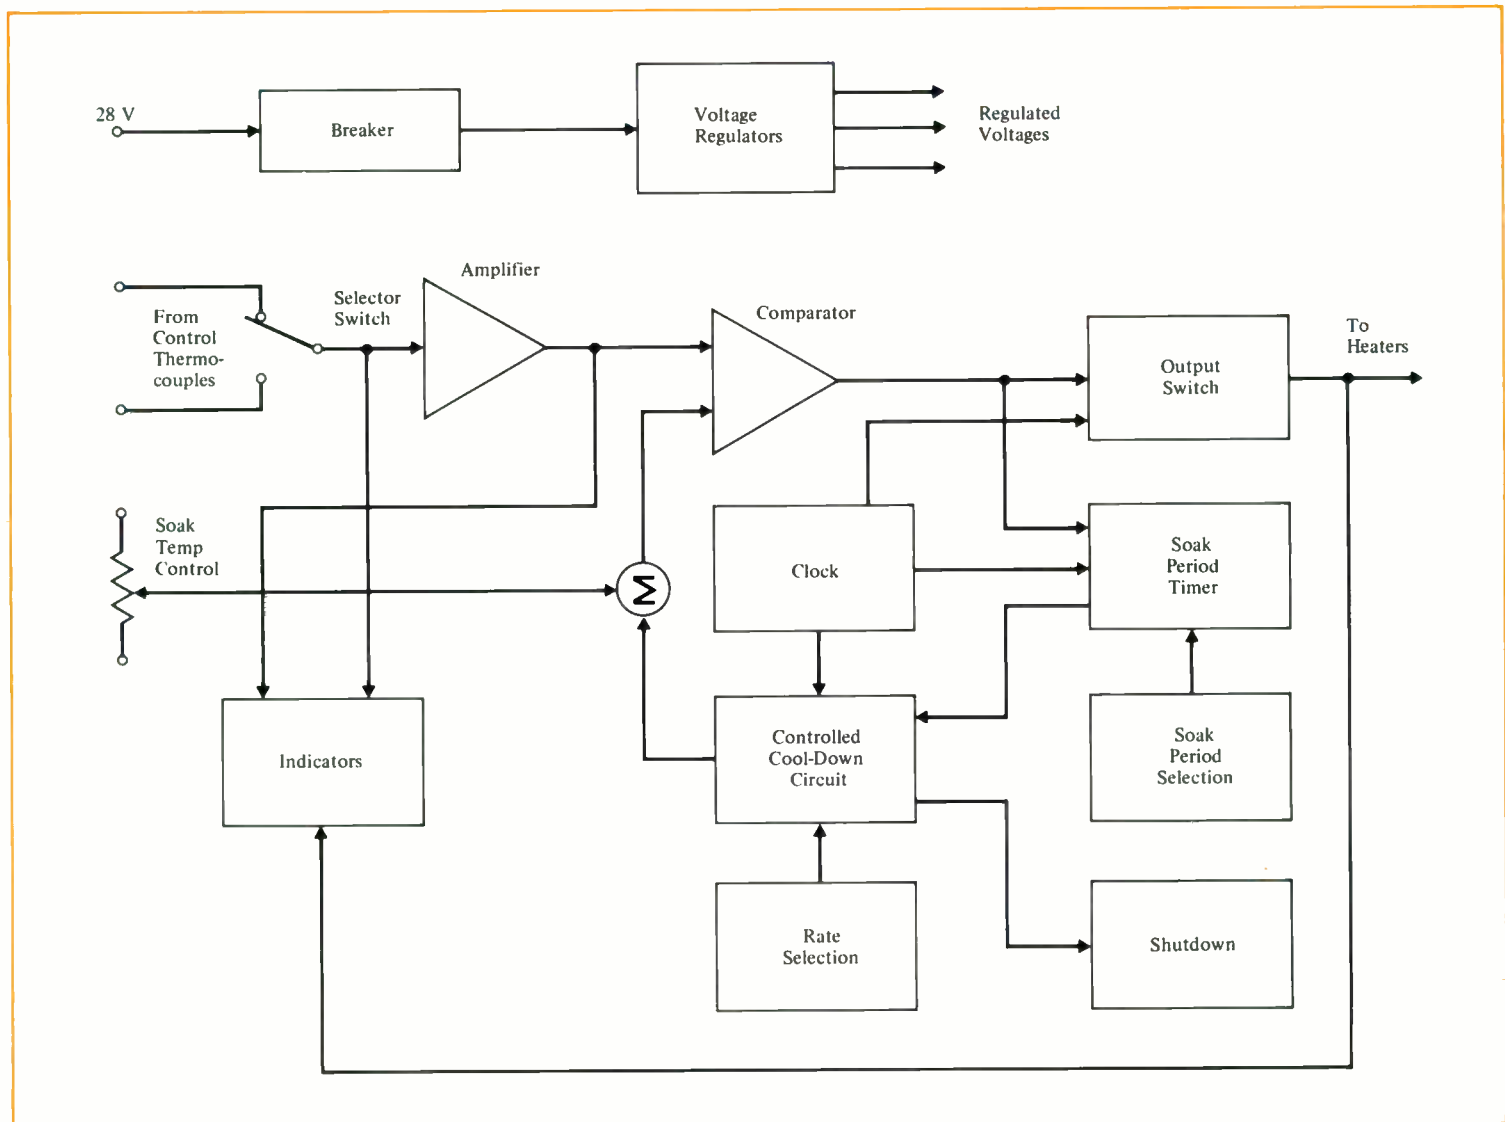 28 V
Breaker
Voltage
Regulators
Regulated
Voltages
Amplifier
Selector
Switch
From
Control
Thermo-
couples
Comparator
Output
Switch
To
Heaters
Soak
Temp
Control
Σ
Clock
Soak
Period
Timer
Indicators
Controlled
Cool-Down
Circuit
Soak
Period
Selection
Rate
Selection
Shutdown